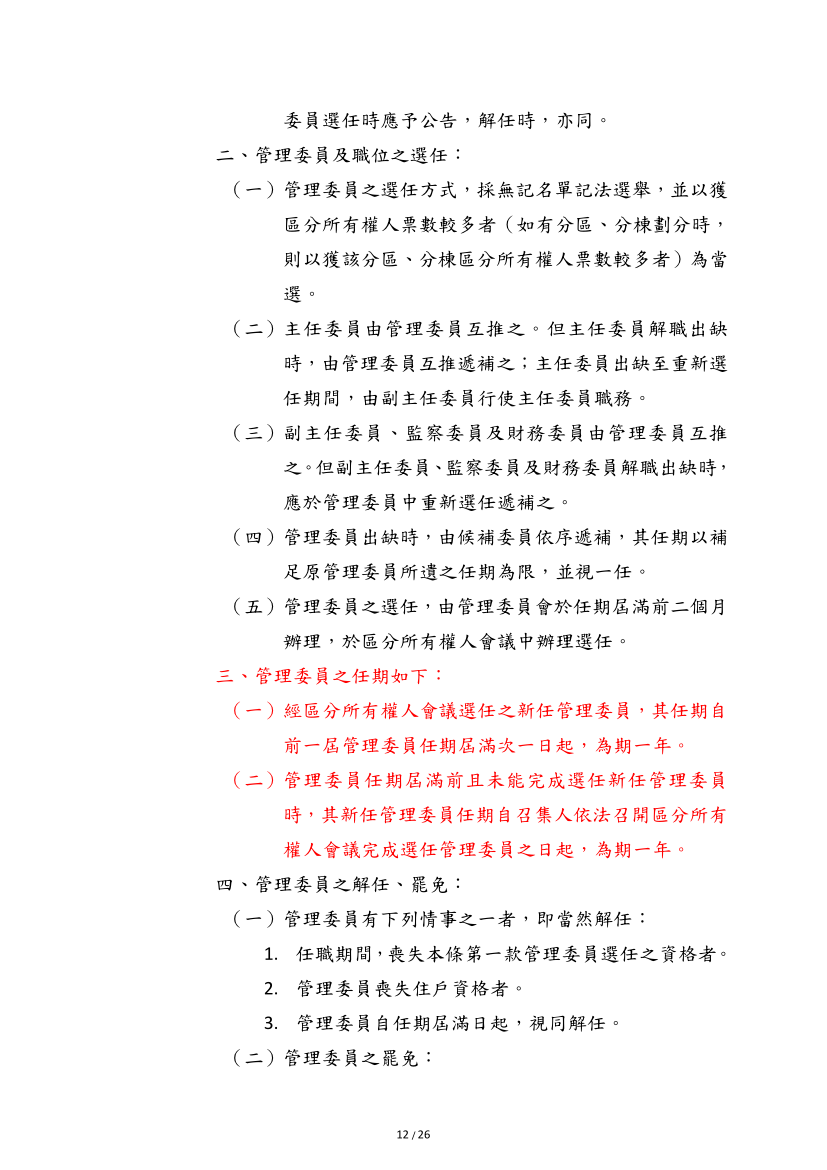 委員選任時應予公告，解任時，亦同。
二、管理委員及職位之選任：
（一）管理委員之選任方式，採無記名單記法選舉，並以獲
區分所有權人票數較多者（如有分區、分棟劃分時，
則以獲該分區、分棟區分所有權人票數較多者）為當
選。
（二）主任委員由管理委員互推之。但主任委員解職出缺
時，由管理委員互推遞補之；主任委員出缺至重新選
任期間，由副主任委員行使主任委員職務。
（三）副主任委員、監察委員及財務委員由管理委員互推
之。但副主任委員、監察委員及財務委員解職出缺時，
應於管理委員中重新選任遞補之。
（四）管理委員出缺時，由候補委員依序遞補，其任期以補
足原管理委員所遺之任期為限，並視一任。
（五）管理委員之選任，由管理委員會於任期屆滿前二個月
辦理，於區分所有權人會議中辦理選任。
三、管理委員之任期如下：
（一）經區分所有權人會議選任之新任管理委員，其任期自
前一屆管理委員任期屆滿次一日起，為期一年。
（二）管理委員任期屆滿前且未能完成選任新任管理委員
時，其新任管理委員任期自召集人依法召開區分所有
權人會議完成選任管理委員之日起，為期一年。
四、管理委員之解任、罷免：
（一）管理委員有下列情事之一者，即當然解任：
1. 任職期間，喪失本條第一款管理委員選任之資格者。
2. 管理委員喪失住戶資格者。
3. 管理委員自任期屆滿日起，視同解任。
（二）管理委員之罷免：
12 / 26